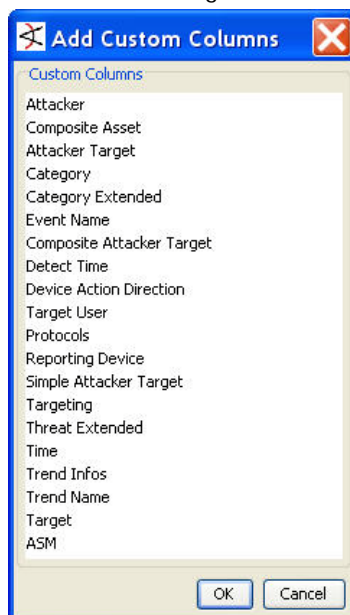 Add Custom Columns
Custom Columns
Attacker
Composite Asset
Attacker Target
Category
Category Extended
Event Name
Composite Attacker Target
Detect Time
Device Action Direction
Target User
Protocols
Reporting Device
Simple Attacker Target
Targeting
Threat Extended
Time
Trend Infos
Trend Name
Target
ASM
OK Cancel